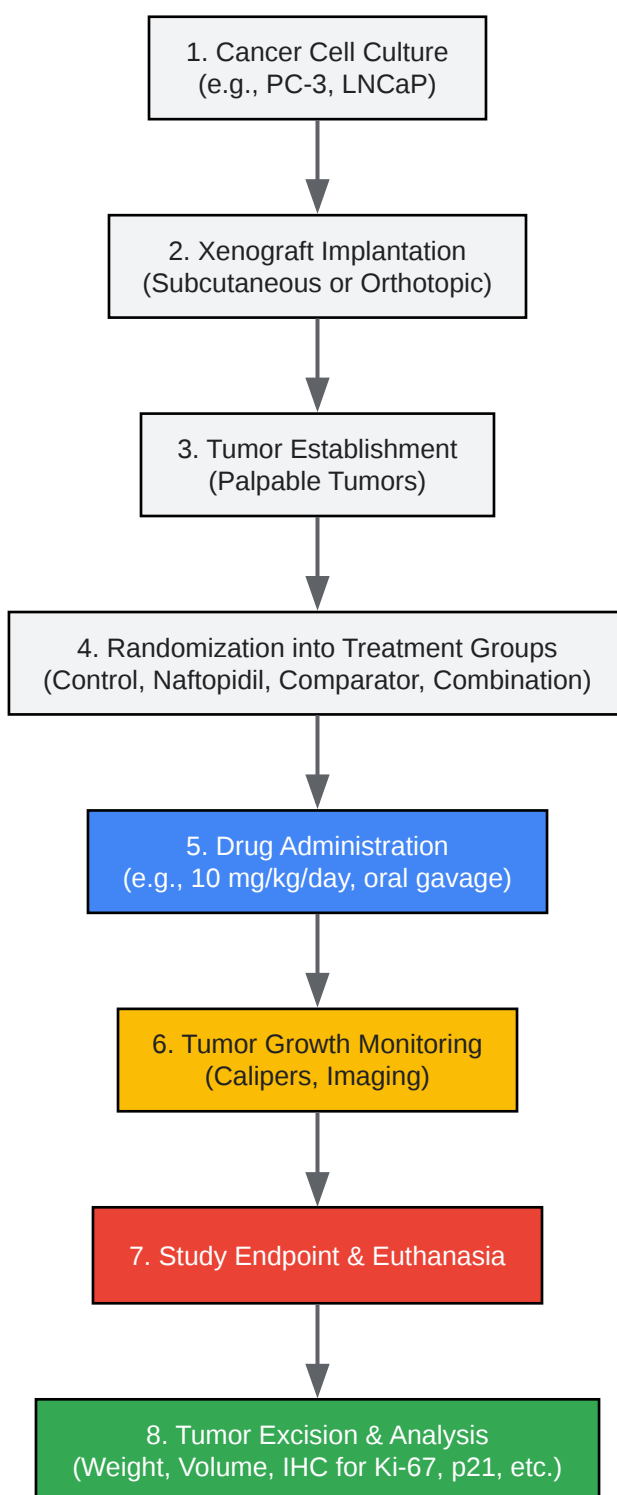 1. Cancer Cell Culture
(e.g., PC-3, LNCaP)
2. Xenograft Implantation
(Subcutaneous or Orthotopic)
3. Tumor Establishment
(Palpable Tumors)
4. Randomization into Treatment Groups
(Control, Naftopidil, Comparator, Combination)
5. Drug Administration
(e.g., 10 mg/kg/day, oral gavage)
6. Tumor Growth Monitoring
(Calipers, Imaging)
7. Study Endpoint & Euthanasia
8. Tumor Excision & Analysis
(Weight, Volume, IHC for Ki-67, p21, etc.)